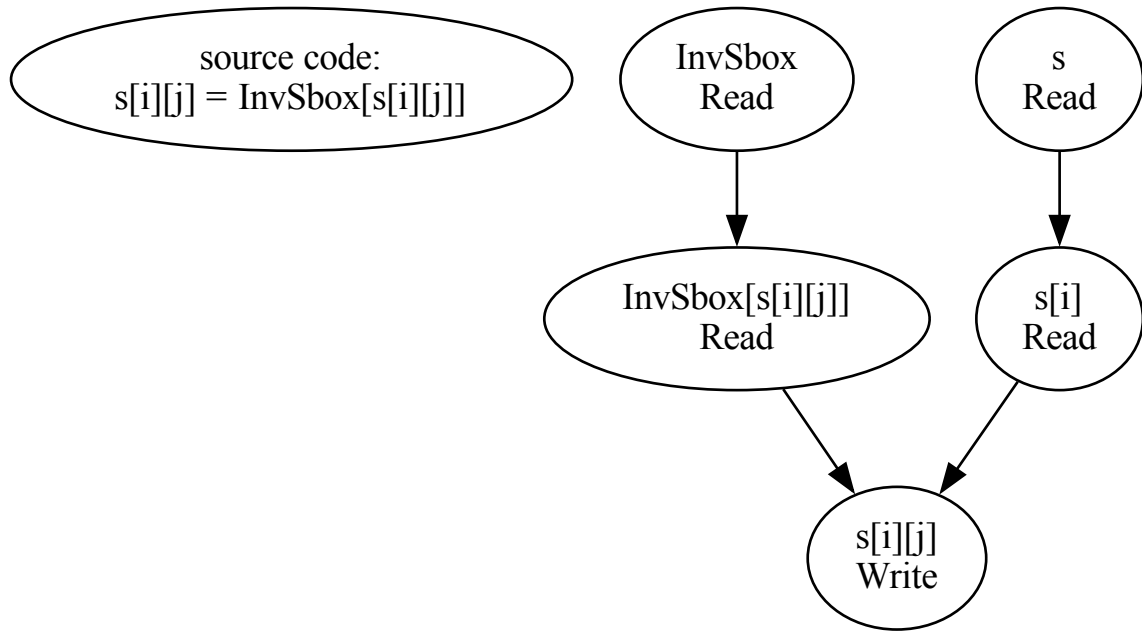 source code:
s[i][j] = InvSbox[s[i][j]]
InvSbox
Read
s
Read
InvSbox[s[i][j]]
Read
s[i]
Read
s[i][j]
Write